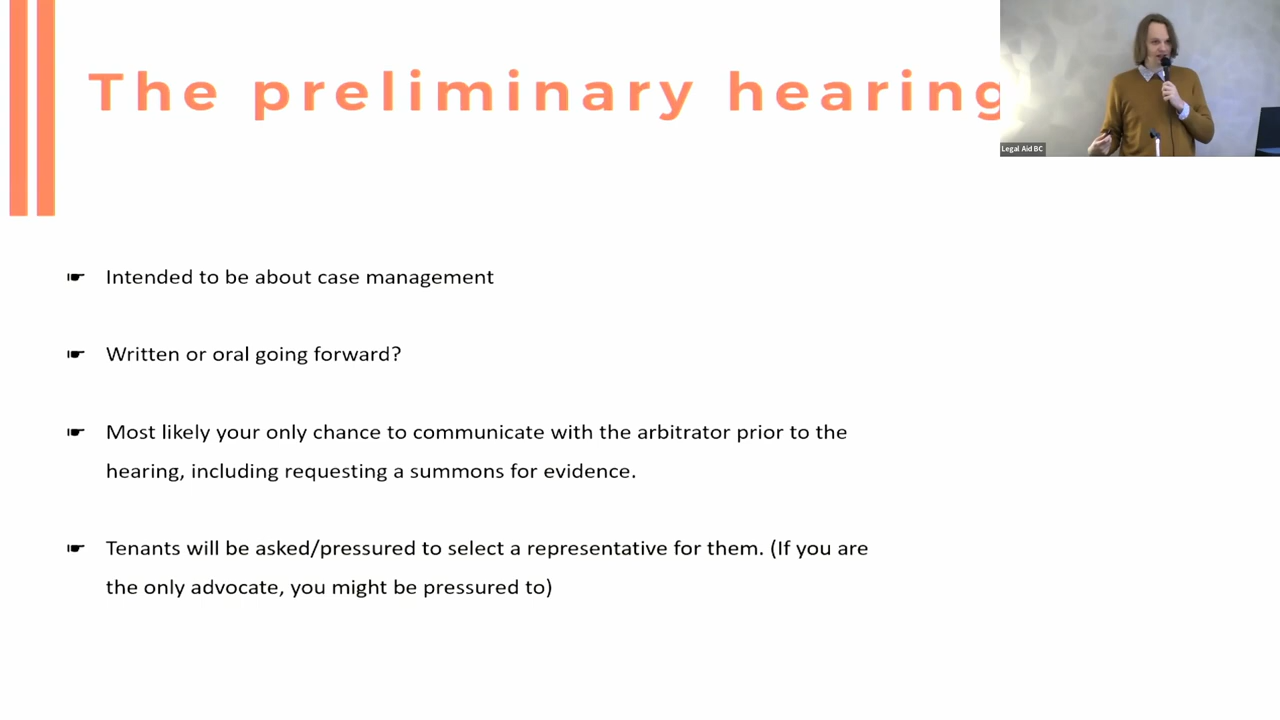 The preliminary hearing
Legal Aid BC
☛ Intended to be about case management
☛ Written or oral going forward?
☛ Most likely your only chance to communicate with the arbitrator prior to the
hearing, including requesting a summons for evidence.
☛ Tenants will be asked/pressured to select a representative for them. (If you are
the only advocate, you might be pressured to)